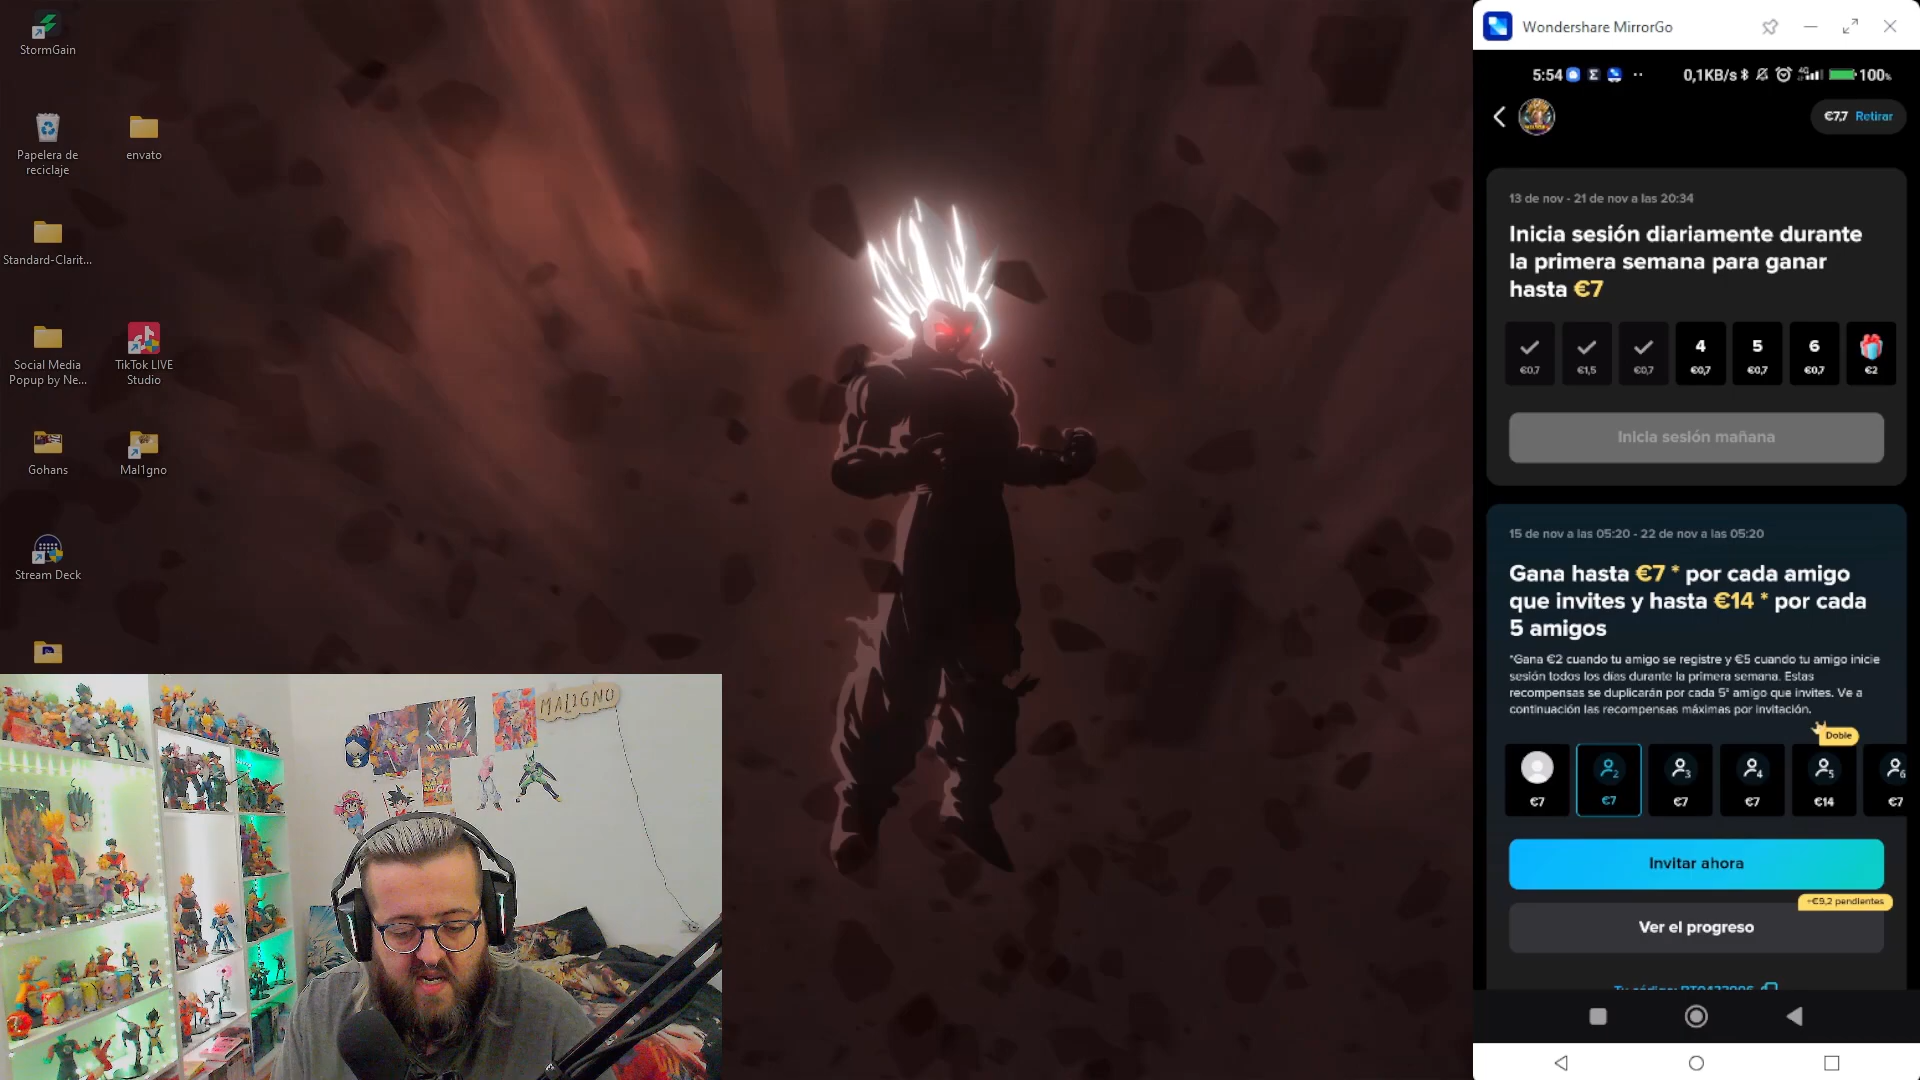 StormGain
Papelera de
reciclaje
envato
Standard-Clarit...
Social Media
Popup by Ne...
TikTok LIVE
Studio
Gohans
Mal1gno
Stream Deck
MAL1GNO
Wondershare MirrorGo
5:54
0,1KB/s
4G
100%
€7,7 Retirar
13 de nov - 21 de nov a las 20:34
Inicia sesión diariamente durante
la primera semana para ganar
hasta €7
4 5 6
€0,7 €1,5 €0,7 €0,7 €0,7 €0,7 €2
Inicia sesión mañana
15 de nov a las 05:20 - 22 de nov a las 05:20
Gana hasta €7 * por cada amigo
que invites y hasta €14 * por cada
5 amigos
*Gana €2 cuando tu amigo se registre y €5 cuando tu amigo inicie
sesión todos los días durante la primera semana. Estas
recompensas se duplicarán por cada 5º amigo que invites. Ve a
continuación las recompensas máximas por invitación.
Doble
2 3 4 5 6
€7 €7 €7 €7 €14 €7
Invitar ahora
+€9,2 pendientes
Ver el progreso